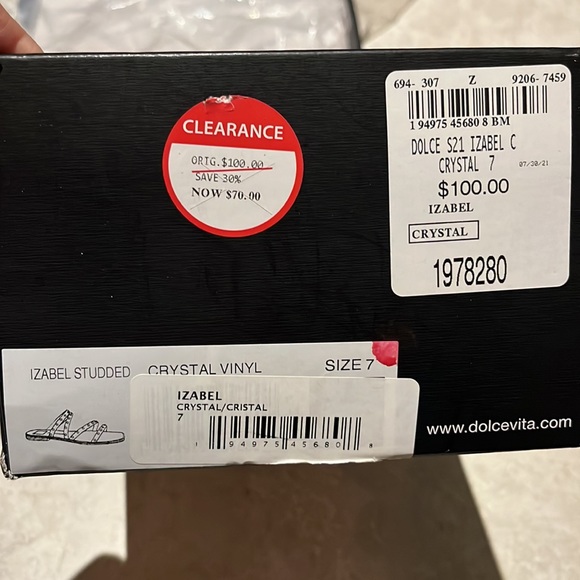 CLEARANCE
ORIG.$100.00
SAVE 30%
NOW $70.00
694- 307 Z 9206-7459
1 94975 45680 8 BM
DOLCE S21 IZABEL C
CRYSTAL 7 07/30/21
$100.00
IZABEL
CRYSTAL
1978280
IZABEL STUDDED CRYSTAL VINYL SIZE 7
IZABEL
CRYSTAL/CRISTAL
7
1 94975 45680 8
www.dolcevita.com